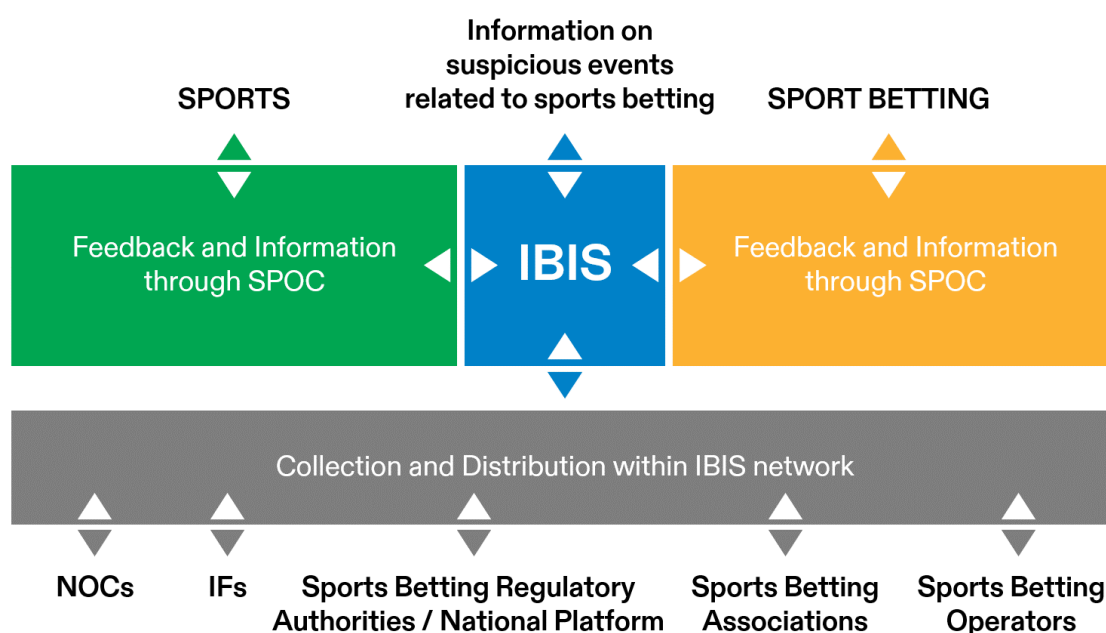 Information on
suspicious events
related to sports betting
SPORTS
SPORT BETTING
Feedback and Information
through SPOC
IBIS
Feedback and Information
through SPOC
Collection and Distribution within IBIS network
NOCs
IFs
Sports Betting Regulatory
Authorities / National Platform
Sports Betting
Associations
Sports Betting
Operators